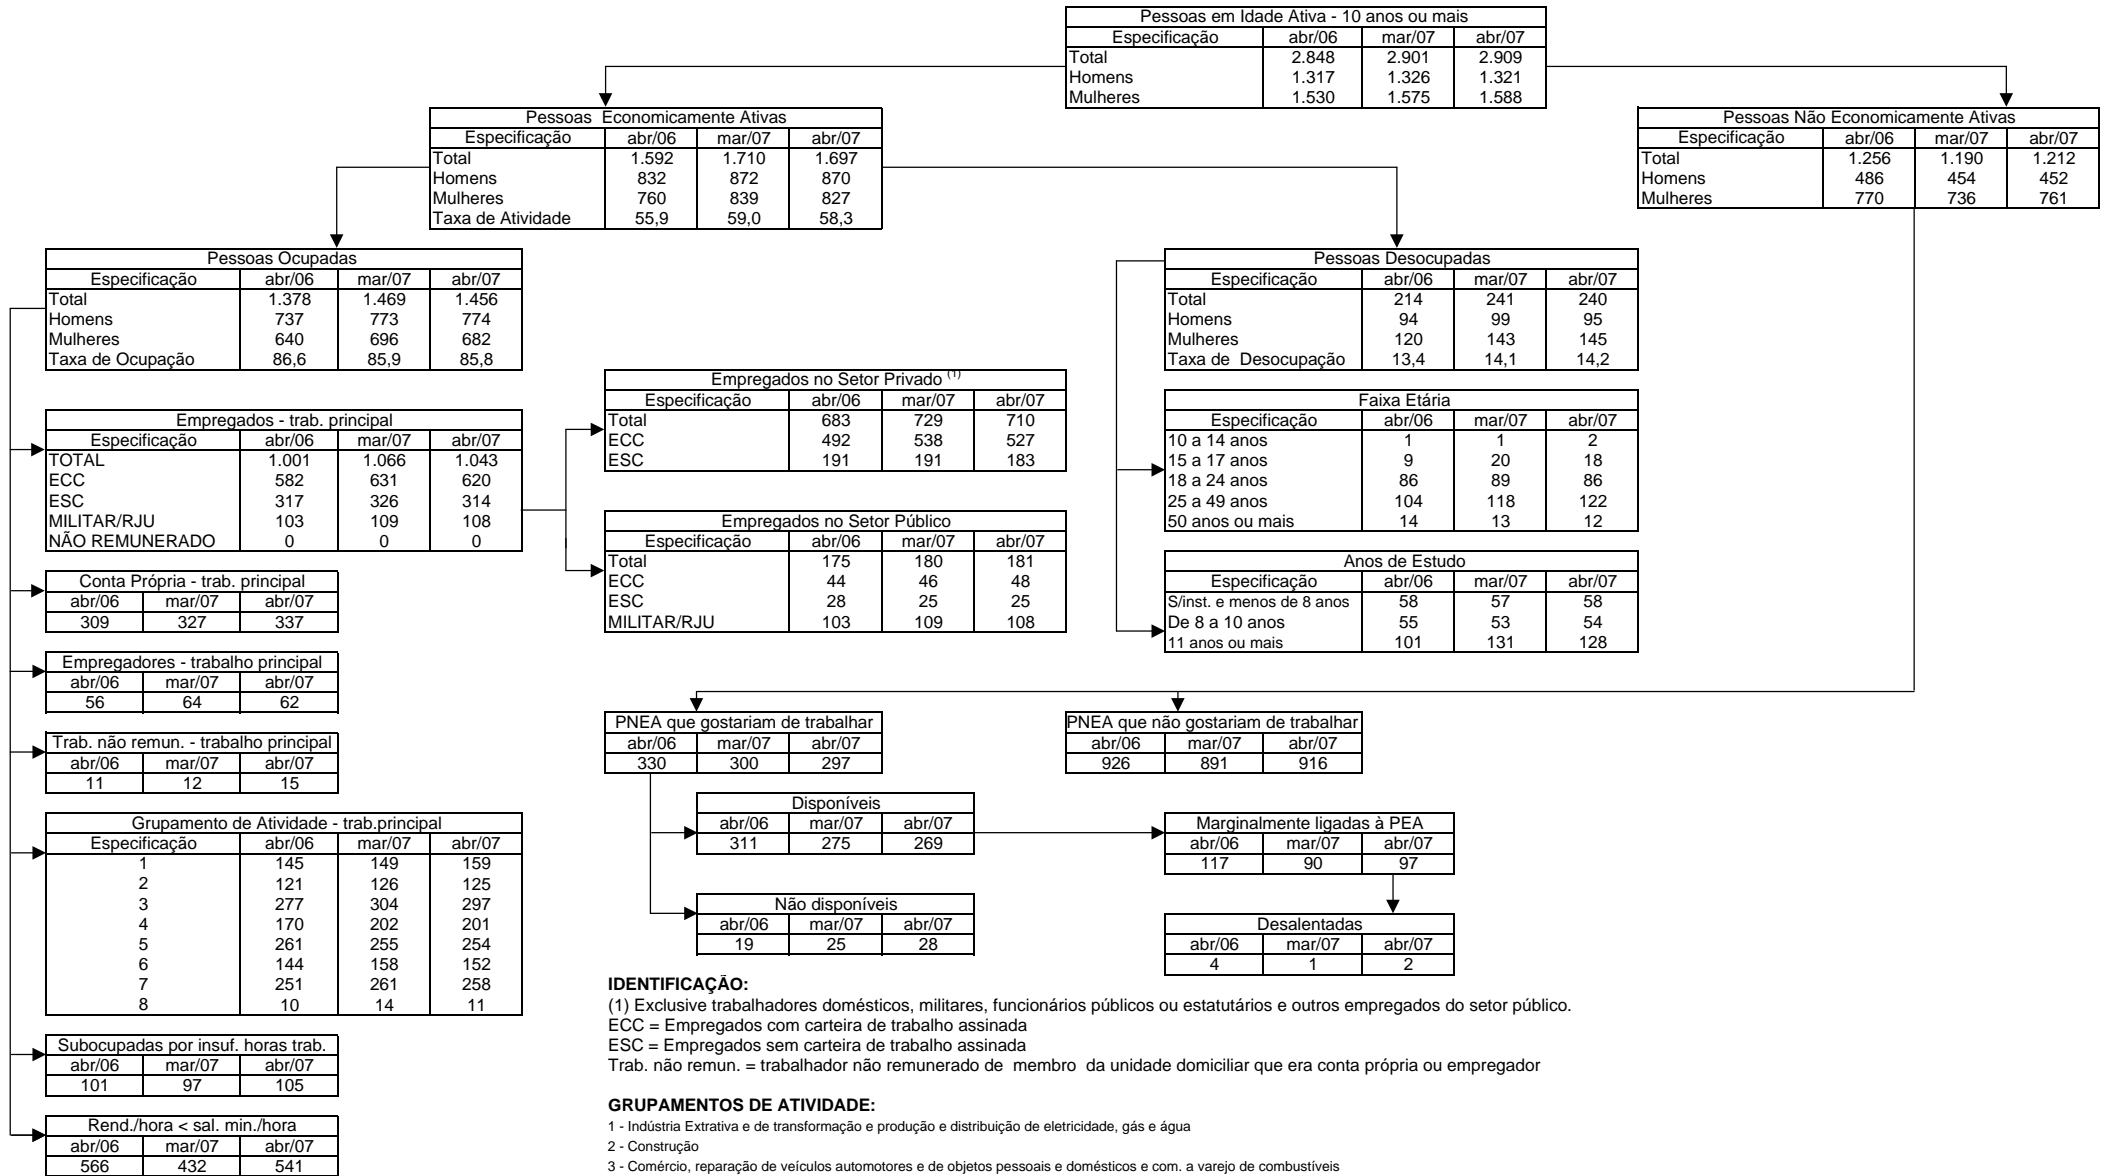 Pessoas em Idade Ativa - 10 anos ou mais
Especificação abr/06 mar/07 abr/07
Total 2.848 2.901 2.909
Homens 1.317 1.326 1.321
Mulheres 1.530 1.575 1.588
Pessoas Economicamente Ativas
Especificação abr/06 mar/07 abr/07
Total 1.592 1.710 1.697
Homens 832 872 870
Mulheres 760 839 827
Taxa de Atividade 55,9 59,0 58,3
Pessoas Não Economicamente Ativas
Especificação abr/06 mar/07 abr/07
Total 1.256 1.190 1.212
Homens 486 454 452
Mulheres 770 736 761
Pessoas Ocupadas
Especificação abr/06 mar/07 abr/07
Total 1.378 1.469 1.456
Homens 737 773 774
Mulheres 640 696 682
Taxa de Ocupação 86,6 85,9 85,8
Pessoas Desocupadas
Especificação abr/06 mar/07 abr/07
Total 214 241 240
Homens 94 99 95
Mulheres 120 143 145
Taxa de Desocupação 13,4 14,1 14,2
Empregados - trab. principal
Especificação abr/06 mar/07 abr/07
TOTAL 1.001 1.066 1.043
ECC 582 631 620
ESC 317 326 314
MILITAR/RJU 103 109 108
NÃO REMUNERADO 0 0 0
Empregados no Setor Privado (1)
Especificação abr/06 mar/07 abr/07
Total 683 729 710
ECC 492 538 527
ESC 191 191 183
Empregados no Setor Público
Especificação abr/06 mar/07 abr/07
Total 175 180 181
ECC 44 46 48
ESC 28 25 25
MILITAR/RJU 103 109 108
Faixa Etária
Especificação abr/06 mar/07 abr/07
10 a 14 anos 1 1 2
15 a 17 anos 9 20 18
18 a 24 anos 86 89 86
25 a 49 anos 104 118 122
50 anos ou mais 14 13 12
Anos de Estudo
Especificação abr/06 mar/07 abr/07
S/inst. e menos de 8 anos 58 57 58
De 8 a 10 anos 55 53 54
11 anos ou mais 101 131 128
Conta Própria - trab. principal
abr/06 mar/07 abr/07
309 327 337
Empregadores - trabalho principal
abr/06 mar/07 abr/07
56 64 62
Trab. não remun. - trabalho principal
abr/06 mar/07 abr/07
11 12 15
Grupamento de Atividade - trab.principal
Especificação abr/06 mar/07 abr/07
1 145 149 159
2 121 126 125
3 277 304 297
4 170 202 201
5 261 255 254
6 144 158 152
7 251 261 258
8 10 14 11
Subocupadas por insuf. horas trab.
abr/06 mar/07 abr/07
101 97 105
Rend./hora < sal. min./hora
abr/06 mar/07 abr/07
566 432 541
PNEA que gostariam de trabalhar
abr/06 mar/07 abr/07
330 300 297
PNEA que não gostariam de trabalhar
abr/06 mar/07 abr/07
926 891 916
Disponíveis
abr/06 mar/07 abr/07
311 275 269
Marginalmente ligadas à PEA
abr/06 mar/07 abr/07
117 90 97
Não disponíveis
abr/06 mar/07 abr/07
19 25 28
Desalentadas
abr/06 mar/07 abr/07
4 1 2
IDENTIFICAÇÃO:
(1) Exclusive trabalhadores domésticos, militares, funcionários públicos ou estatutários e outros empregados do setor público.
ECC = Empregados com carteira de trabalho assinada
ESC = Empregados sem carteira de trabalho assinada
Trab. não remun. = trabalhador não remunerado de membro da unidade domiciliar que era conta própria ou empregador
GRUPAMENTOS DE ATIVIDADE:
1 - Indústria Extrativa e de transformação e produção e distribuição de eletricidade, gás e água
2 - Construção
3 - Comércio, reparação de veículos automotores e de objetos pessoais e domésticos e com. a varejo de combustíveis